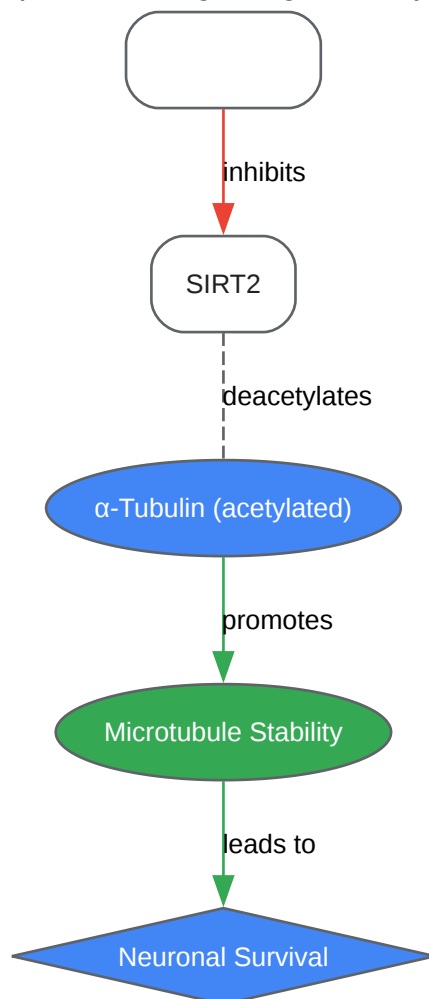 inhibits
SIRT2
deacetylates
α-Tubulin (acetylated)
promotes
Microtubule Stability
leads to
Neuronal Survival